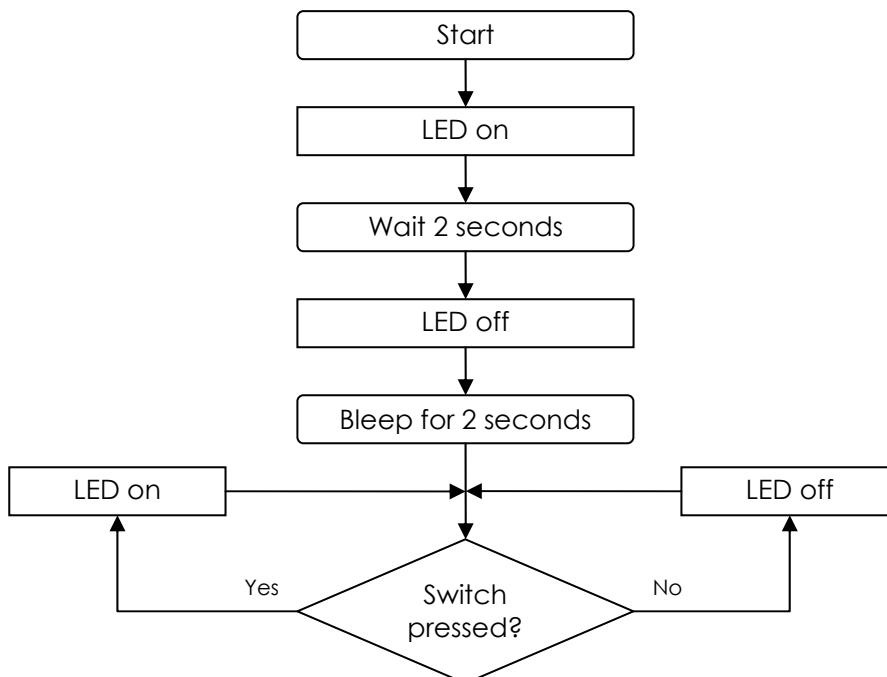 Start
LED on
Wait 2 seconds
LED off
Bleep for 2 seconds
LED on
LED off
Yes
Switch
pressed?
No